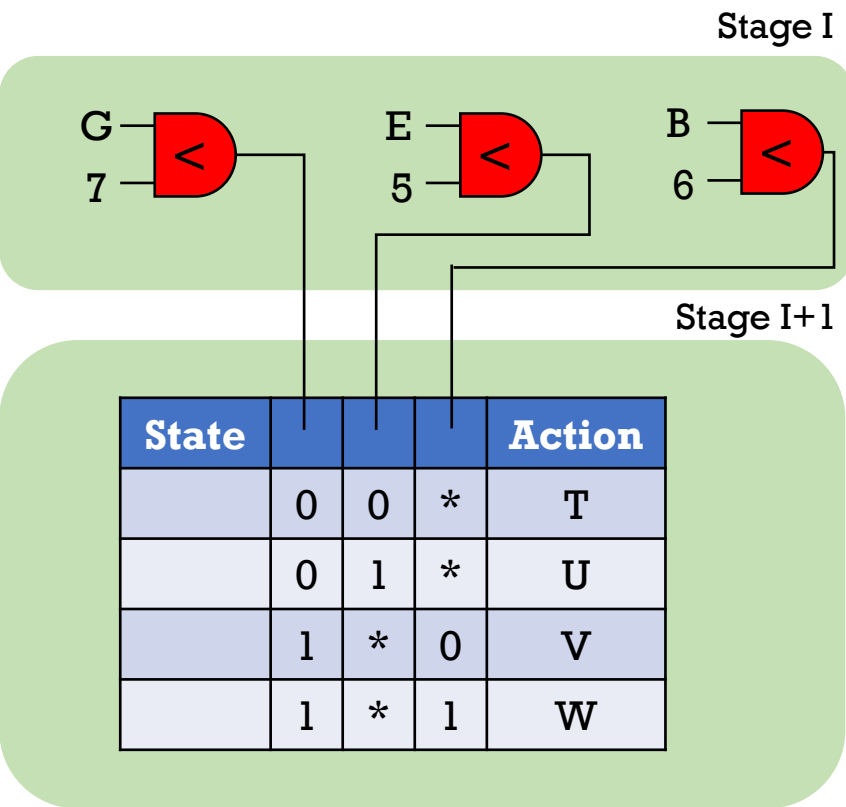 Stage I
G < E < B <
7 5 6
Stage I+1
State Action
0 0 * T
0 1 * U
1 * 0 V
1 * 1 W